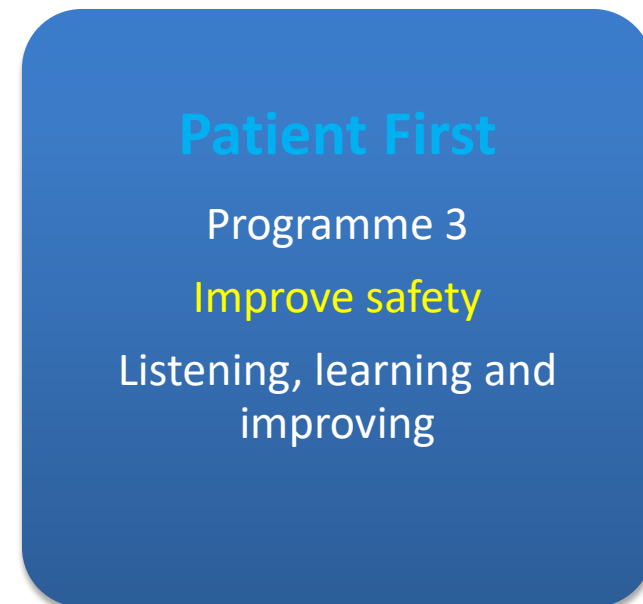 Patient First
Programme 3
Improve safety
Listening, learning and
improving